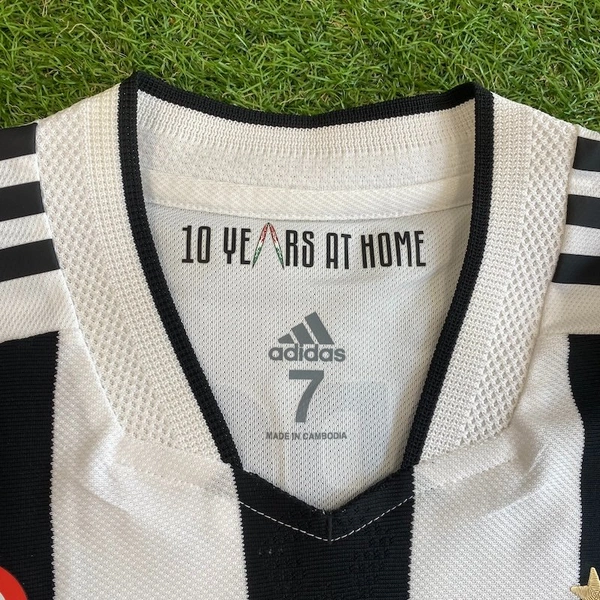 10 YEARS AT HOME
adidas
7
MADE IN CAMBODIA